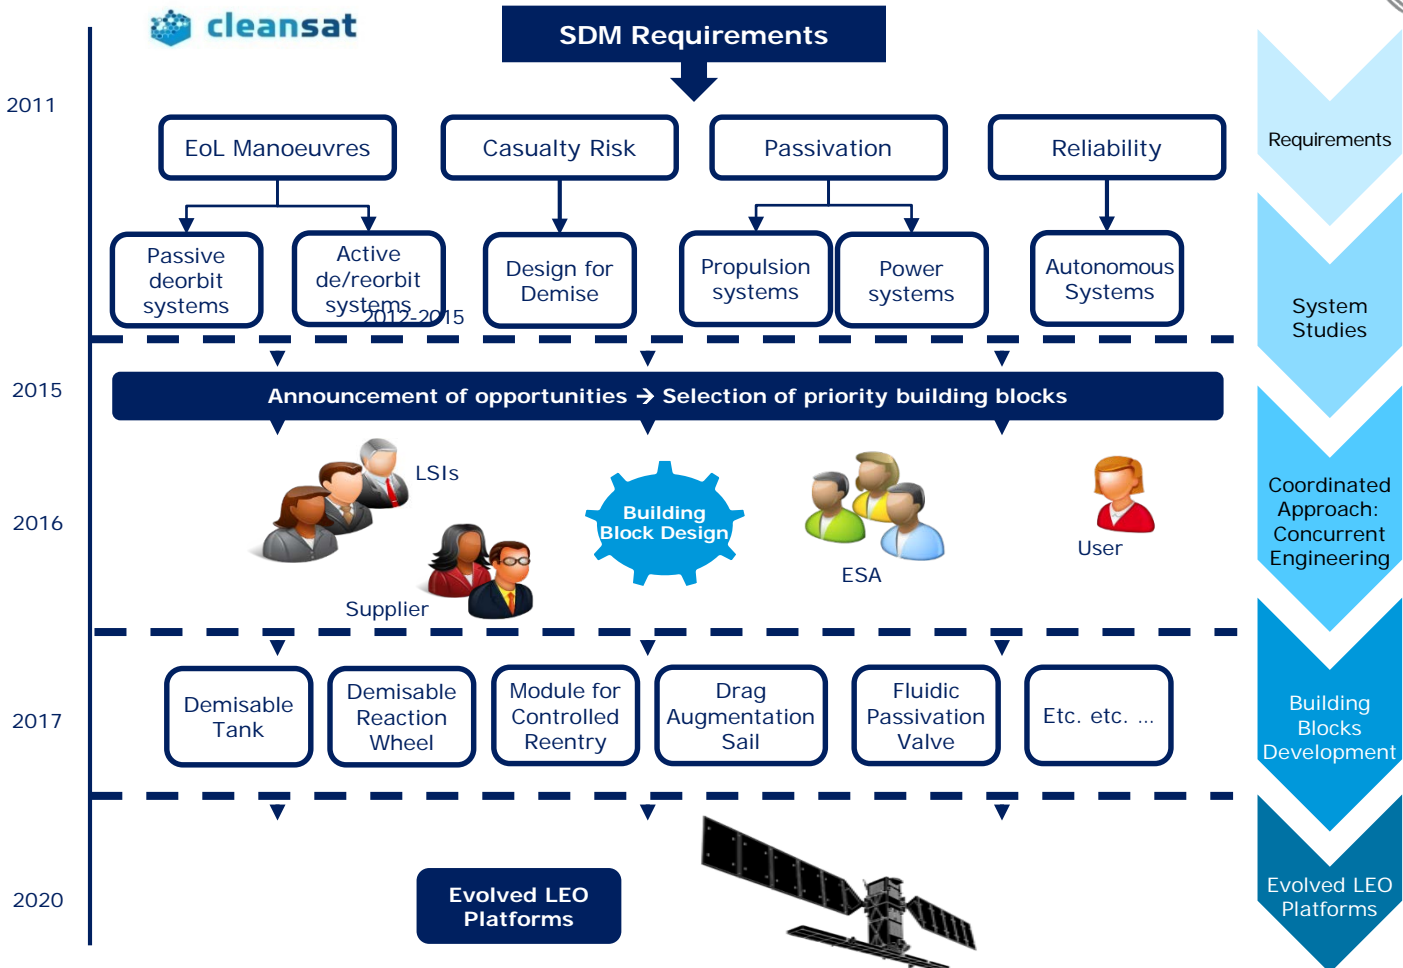 cleansat
SDM Requirements
2011
EoL Manoeuvres
Casualty Risk
Passivation
Reliability
Requirements
Passive
deorbit
systems
Active
de/reorbit
systems
Design for
Demise
Propulsion
systems
Power
systems
Autonomous
Systems
2012-2015
System
Studies
2015
Announcement of opportunities → Selection of priority building blocks
2016
LSIs
Supplier
Building
Block Design
ESA
User
Coordinated
Approach:
Concurrent
Engineering
2017
Demisable
Tank
Demisable
Reaction
Wheel
Module for
Controlled
Reentry
Drag
Augmentation
Sail
Fluidic
Passivation
Valve
Etc. etc. ...
Building
Blocks
Development
2020
Evolved LEO
Platforms
Evolved LEO
Platforms